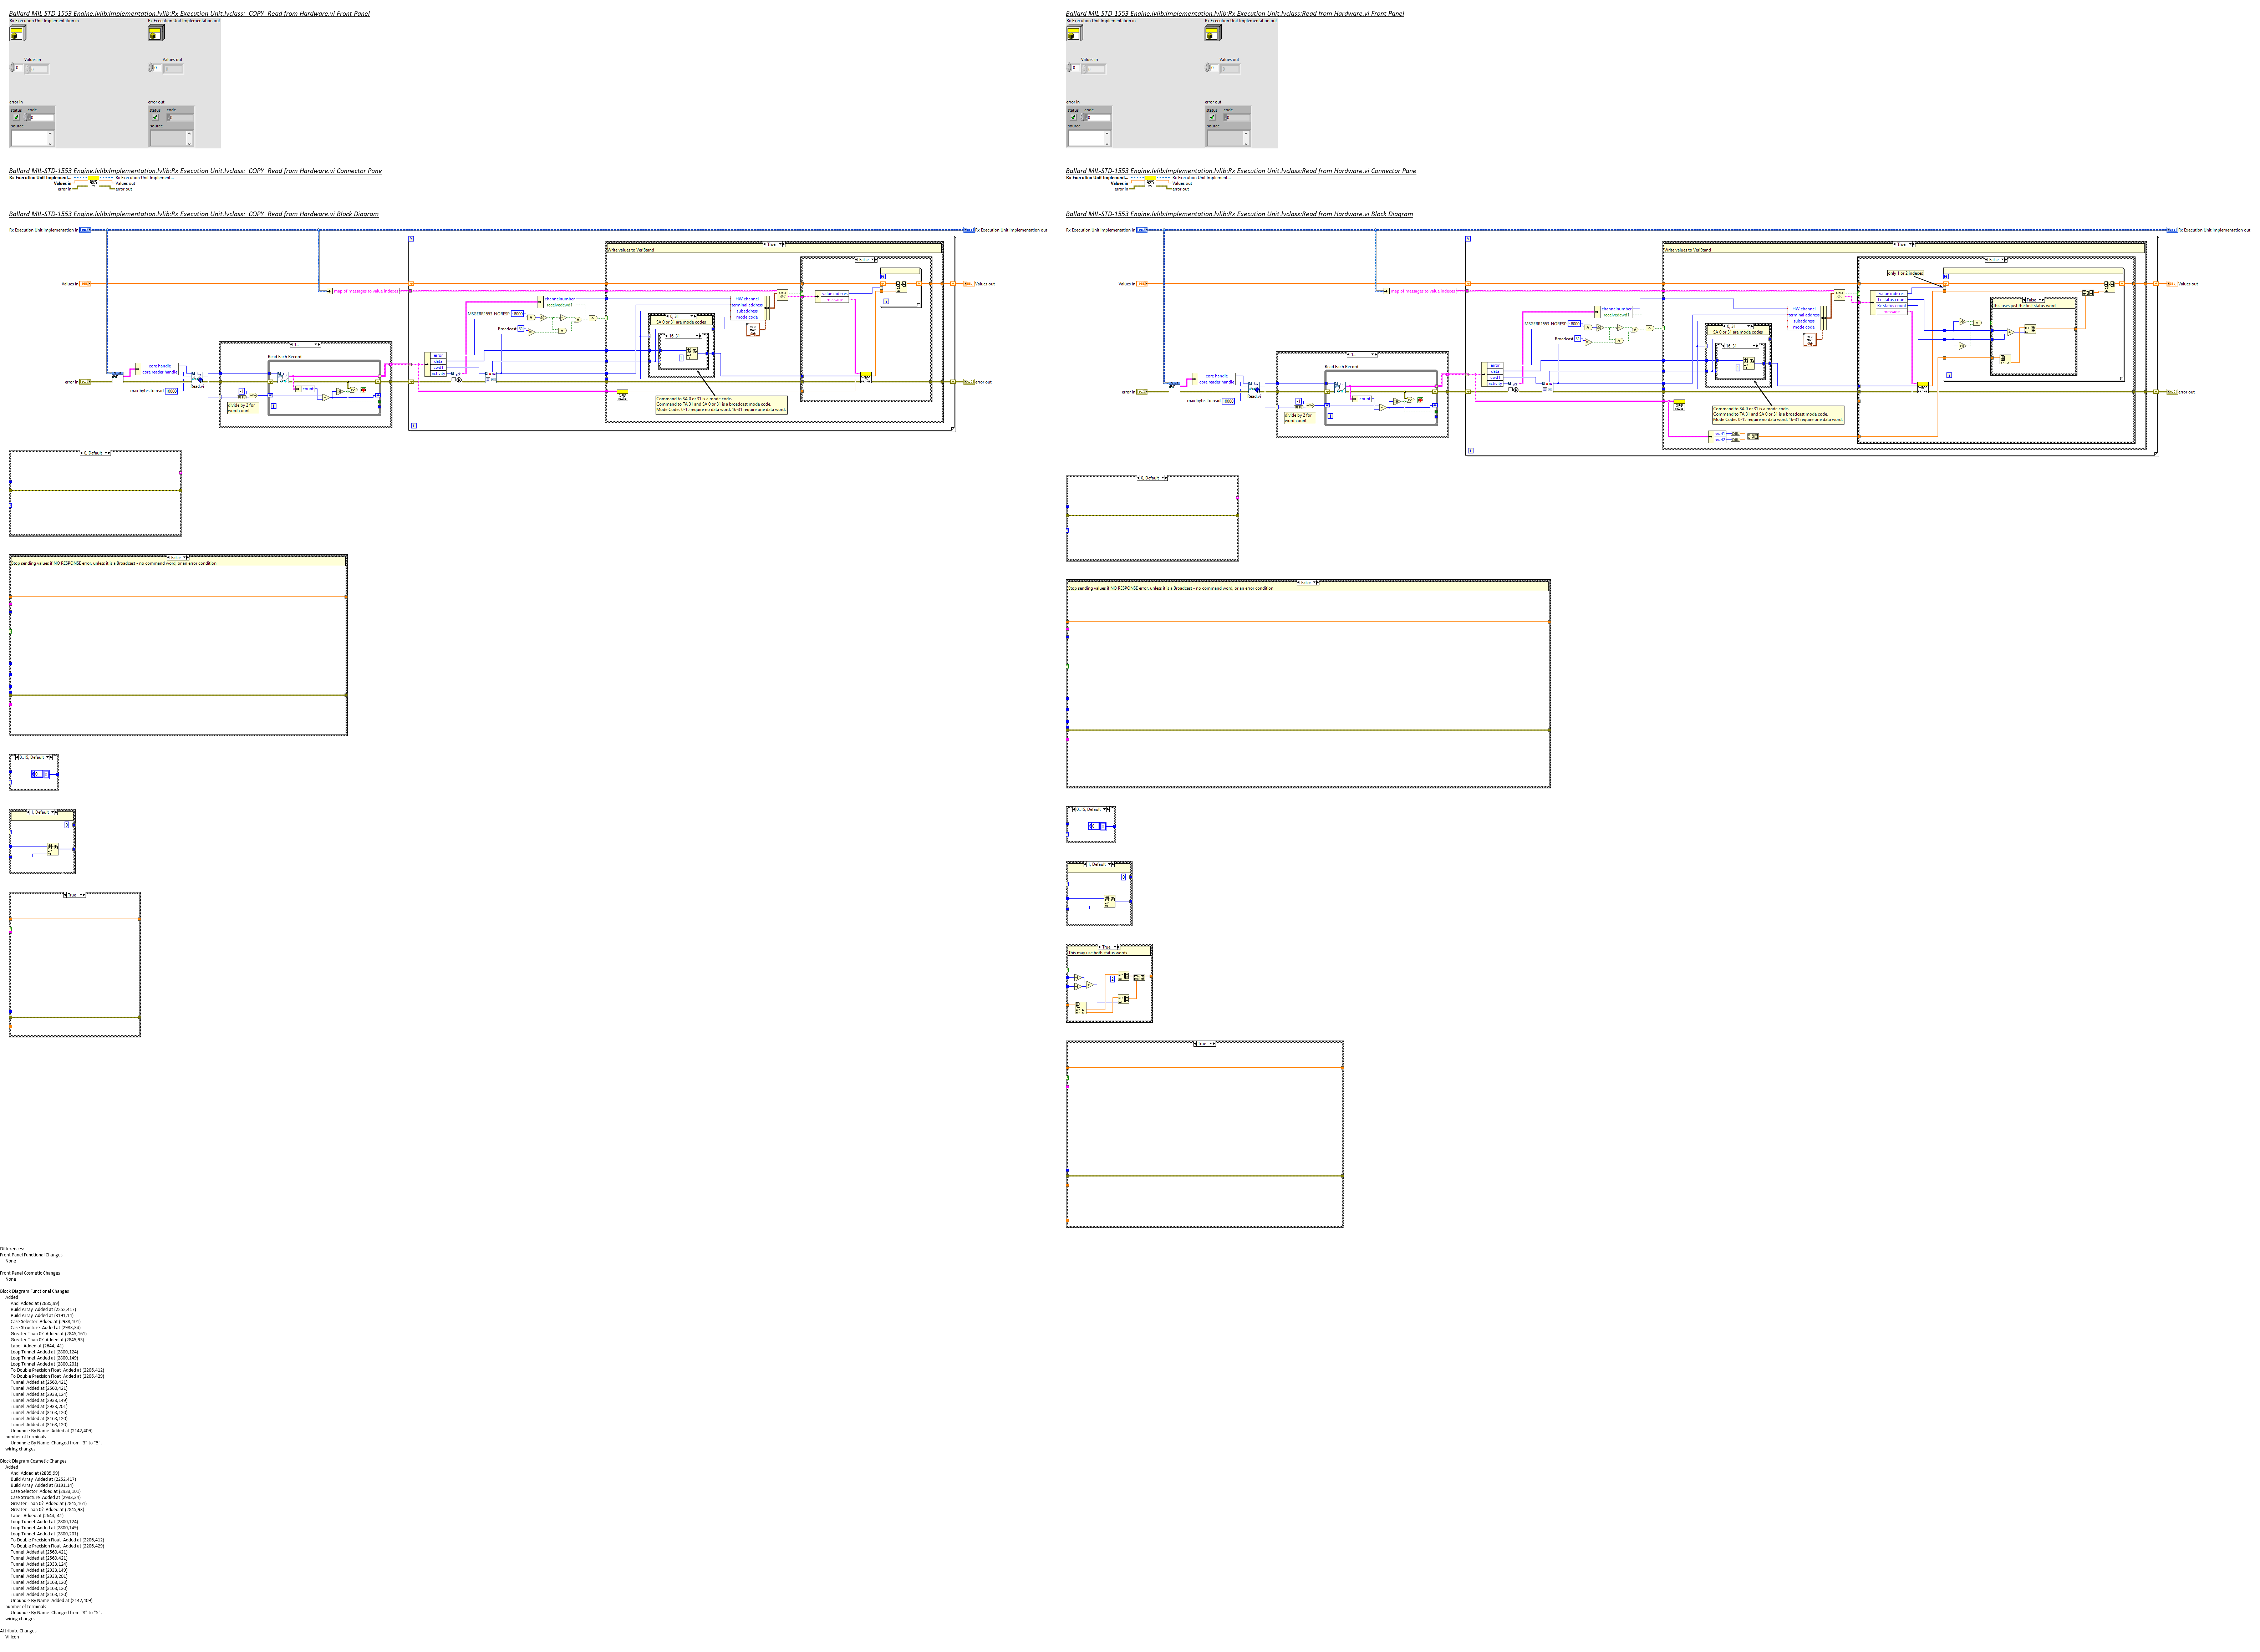 Ballard MIL-STD-1553 Engine.lvlib:Implementation.lvlib:Rx Execution Unit.lvclass:_COPY_Read from Hardware.vi Front Panel
Rx Execution Unit Implementation in
Rx Execution Unit Implementation out
Values in
Values out
error in
error out
status code
status code
source
source
Ballard MIL-STD-1553 Engine.lvlib:Implementation.lvlib:Rx Execution Unit.lvclass:_COPY_Read from Hardware.vi Connector Pane
Rx Execution Unit Implement...
Rx Execution Unit Implement...
Values in
Values out
error in
error out
Ballard MIL-STD-1553 Engine.lvlib:Implementation.lvlib:Rx Execution Unit.lvclass:_COPY_Read from Hardware.vi Block Diagram
Rx Execution Unit Implementation in
Rx Execution Unit Implementation out
True
Write values to VeriStand
False
Values in
Values out
map of messages to value indexes
channelnumber
receivedcwd1
HW channel
terminal address
subaddress
mode code
value indexes
message
MSGERR1553_NORESP
Broadcast
31
0, 31
SA 0 or 31 are mode codes
16..31
1..
Read Each Record
error
data
cwd1
activity
core handle
core reader handle
Read.vi
max bytes to read
count
divide by 2 for
word count
error in
error out
Command to SA 0 or 31 is a mode code.
Command to TA 31 and SA 0 or 31 is a broadcast mode code.
Mode Codes 0-15 require no data word. 16-31 require one data word.
0, Default
False
Stop sending values if NO RESPONSE error, unless it is a Broadcast - no command word, or an error condition
0..15, Default
1, Default
True
Ballard MIL-STD-1553 Engine.lvlib:Implementation.lvlib:Rx Execution Unit.lvclass:Read from Hardware.vi Front Panel
Rx Execution Unit Implementation in
Rx Execution Unit Implementation out
Values in
Values out
error in
error out
status code
status code
source
source
Ballard MIL-STD-1553 Engine.lvlib:Implementation.lvlib:Rx Execution Unit.lvclass:Read from Hardware.vi Connector Pane
Rx Execution Unit Implement...
Rx Execution Unit Implement...
Values in
Values out
error in
error out
Ballard MIL-STD-1553 Engine.lvlib:Implementation.lvlib:Rx Execution Unit.lvclass:Read from Hardware.vi Block Diagram
Rx Execution Unit Implementation in
Rx Execution Unit Implementation out
True
Write values to VeriStand
False
only 1 or 2 indexes
Values in
Values out
map of messages to value indexes
channelnumber
receivedcwd1
HW channel
terminal address
subaddress
mode code
value indexes
Tx status count
Rx status count
message
False
This uses just the first status word
MSGERR1553_NORESP
Broadcast
31
0, 31
SA 0 or 31 are mode codes
16..31
1..
Read Each Record
error
data
cwd1
activity
core handle
core reader handle
Read.vi
max bytes to read
count
divide by 2 for
word count
error in
error out
Command to SA 0 or 31 is a mode code.
Command to TA 31 and SA 0 or 31 is a broadcast mode code.
Mode Codes 0-15 require no data word. 16-31 require one data word.
swd1
swd2
0, Default
False
Stop sending values if NO RESPONSE error, unless it is a Broadcast - no command word, or an error condition
0..15, Default
1, Default
True
This may use both status words
True
Differences:
Front Panel Functional Changes
None
Front Panel Cosmetic Changes
None
Block Diagram Functional Changes
Added
And Added at (2885,99)
Build Array Added at (2252,417)
Build Array Added at (3191,14)
Case Selector Added at (2933,101)
Case Structure Added at (2933,34)
Greater Than 0? Added at (2845,161)
Greater Than 0? Added at (2845,93)
Label Added at (2644,-41)
Loop Tunnel Added at (2800,124)
Loop Tunnel Added at (2800,149)
Loop Tunnel Added at (2800,201)
To Double Precision Float Added at (2206,412)
To Double Precision Float Added at (2206,429)
Tunnel Added at (2560,421)
Tunnel Added at (2560,421)
Tunnel Added at (2933,124)
Tunnel Added at (2933,149)
Tunnel Added at (2933,201)
Tunnel Added at (3168,120)
Tunnel Added at (3168,120)
Tunnel Added at (3168,120)
Unbundle By Name Added at (2142,409)
number of terminals
Unbundle By Name Changed from "3" to "5".
wiring changes
Block Diagram Cosmetic Changes
Added
And Added at (2885,99)
Build Array Added at (2252,417)
Build Array Added at (3191,14)
Case Selector Added at (2933,101)
Case Structure Added at (2933,34)
Greater Than 0? Added at (2845,161)
Greater Than 0? Added at (2845,93)
Label Added at (2644,-41)
Loop Tunnel Added at (2800,124)
Loop Tunnel Added at (2800,149)
Loop Tunnel Added at (2800,201)
To Double Precision Float Added at (2206,412)
To Double Precision Float Added at (2206,429)
Tunnel Added at (2560,421)
Tunnel Added at (2560,421)
Tunnel Added at (2933,124)
Tunnel Added at (2933,149)
Tunnel Added at (2933,201)
Tunnel Added at (3168,120)
Tunnel Added at (3168,120)
Tunnel Added at (3168,120)
Unbundle By Name Added at (2142,409)
number of terminals
Unbundle By Name Changed from "3" to "5".
wiring changes
Attribute Changes
VI icon